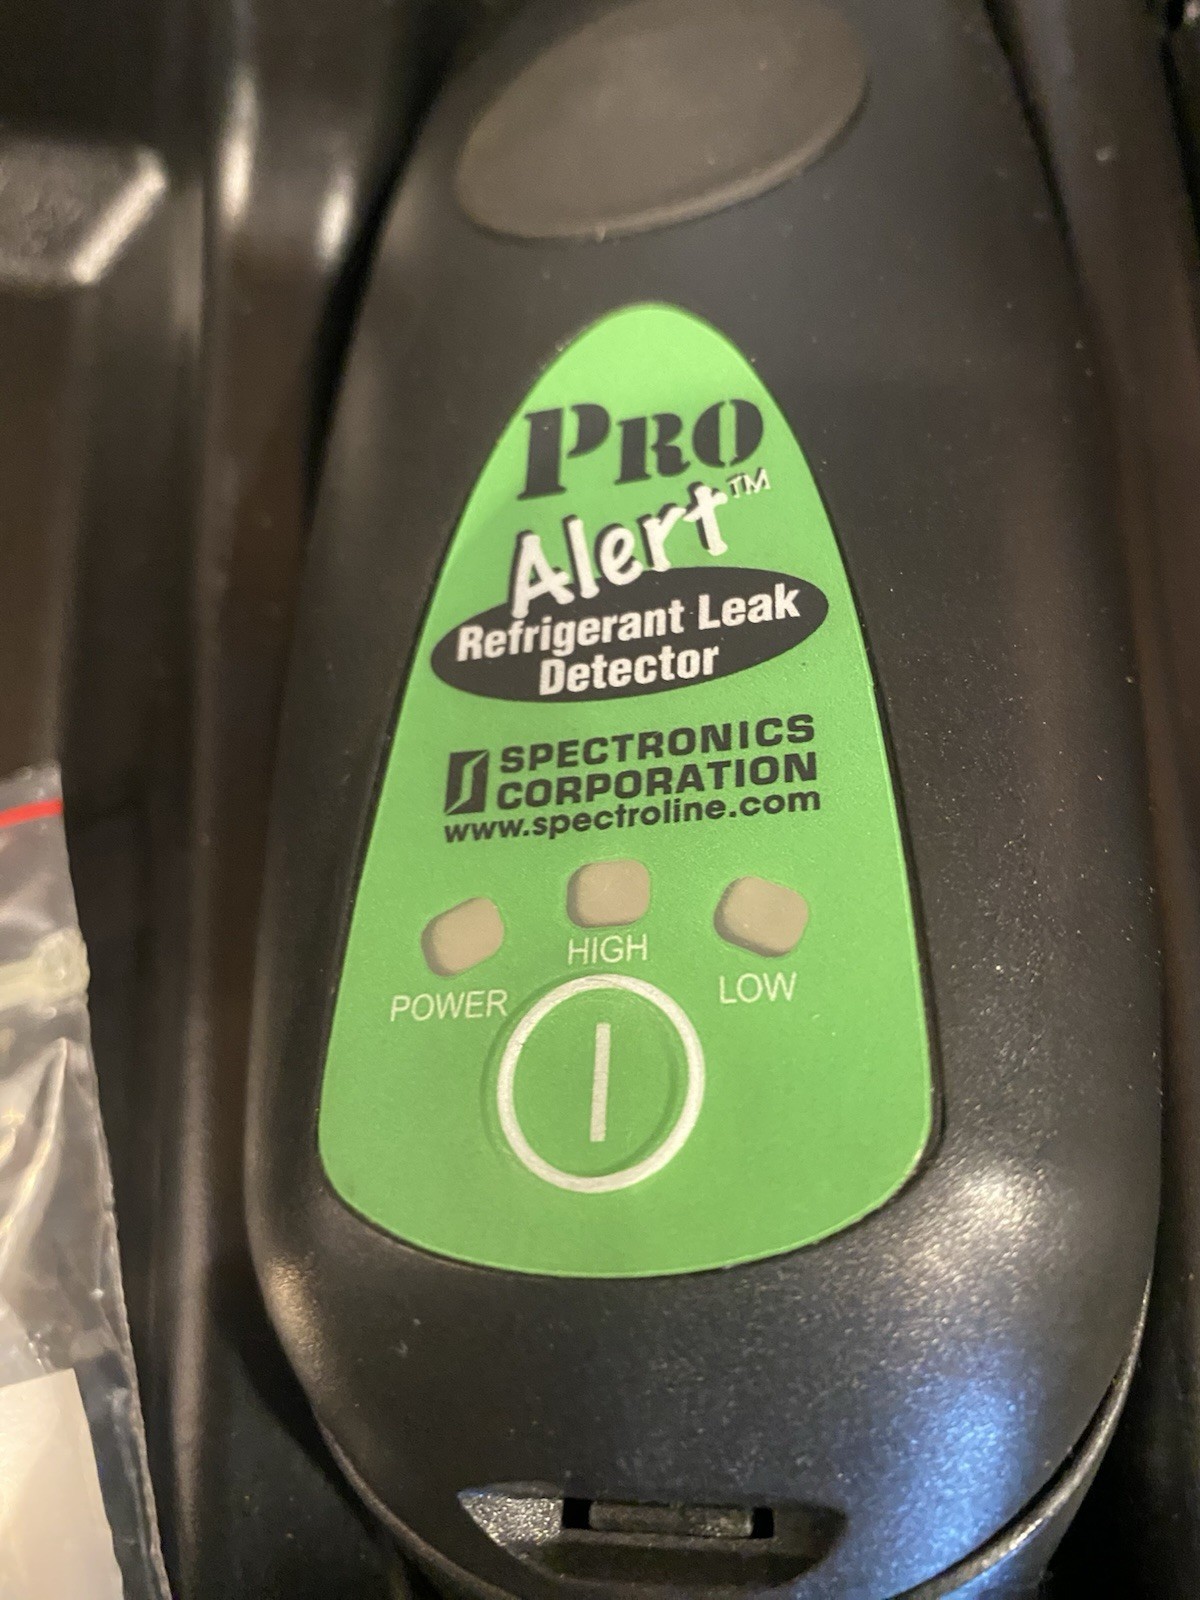 PRO
Alert™
Refrigerant Leak
Detector
SPECTRONICS
CORPORATION
www.spectroline.com
HIGH
POWER
LOW